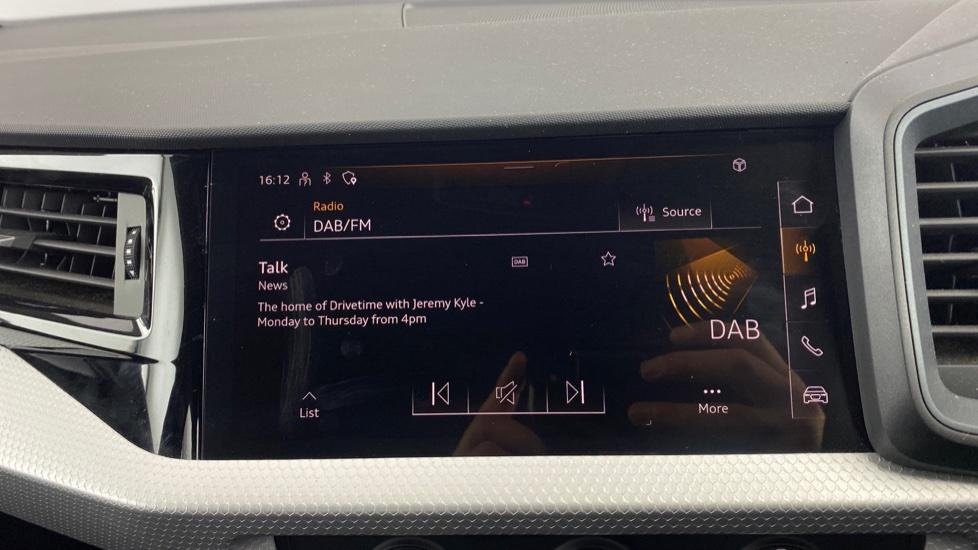 16:12
Radio
DAB/FM
Source
Talk
DAB
News
The home of Drivetime with Jeremy Kyle -
Monday to Thursday from 4pm
DAB
List
More